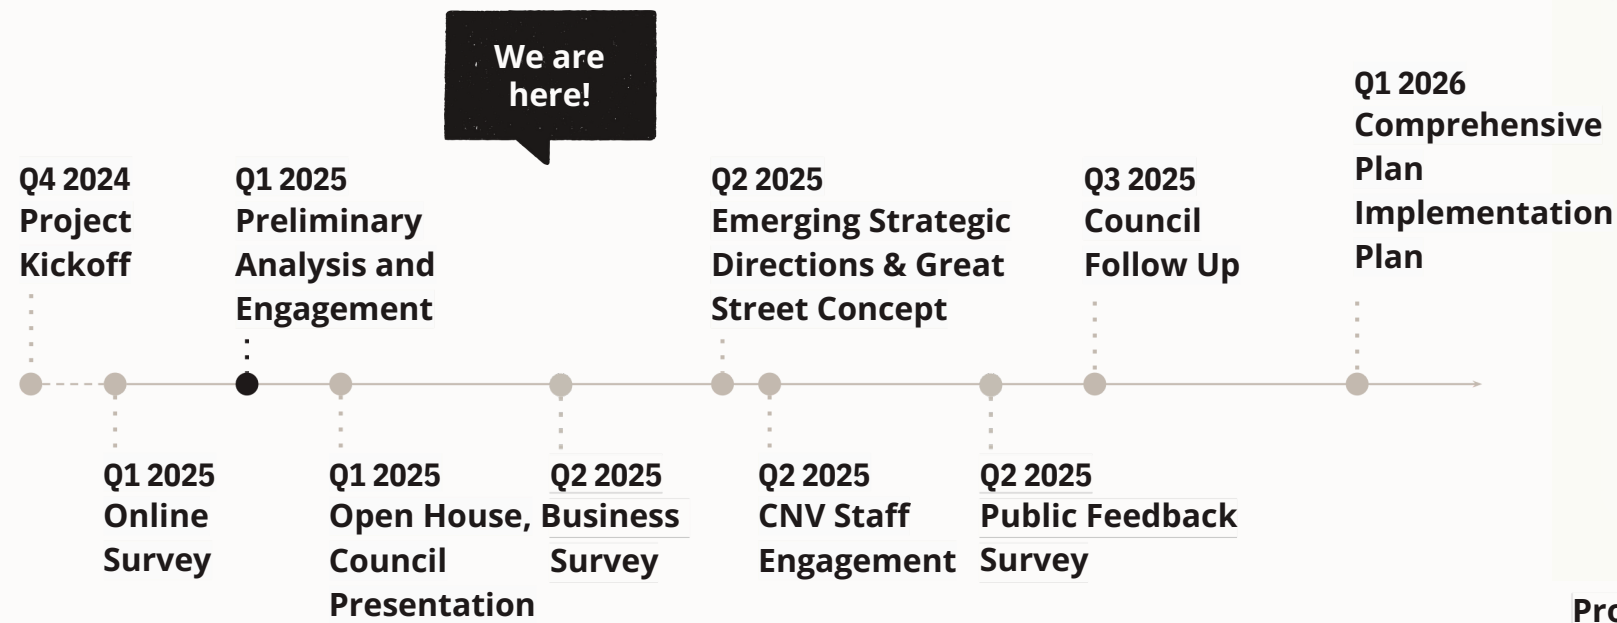 We are
here!
Q4 2024
Project
Kickoff
Q1 2025
Preliminary
Analysis and
Engagement
Q2 2025
Emerging Strategic
Directions & Great
Street Concept
Q3 2025
Council
Follow Up
Q1 2026
Comprehensive
Plan
Implementation
Plan
Q1 2025
Online
Survey
Q1 2025
Open House,
Council
Presentation
Q2 2025
Business
Survey
Q2 2025
CNV Staff
Engagement
Q2 2025
Public Feedback
Survey